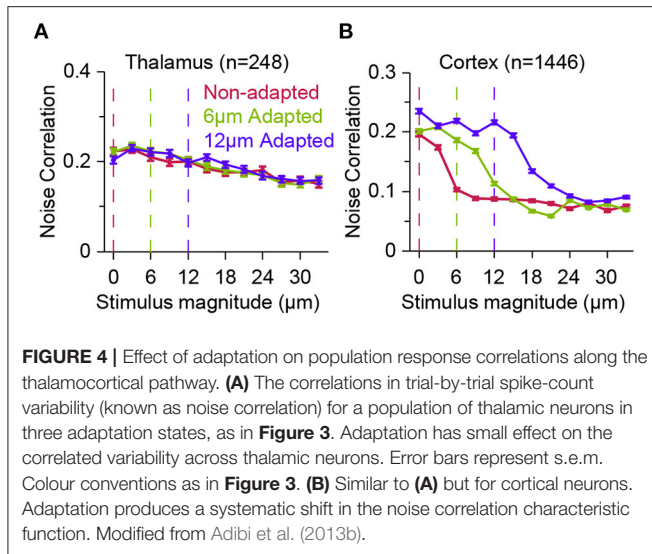 A
Thalamus (n=248)
0.4
0.2
0
Noise Correlation
Non-adapted
6µm Adapted
12µm Adapted
0 6 12 18 24 30
Stimulus magnitude (µm)
B
Cortex (n=1446)
0.3
0.2
0.1
0
Noise Correlation
0 6 12 18 24 30
Stimulus magnitude (µm)
FIGURE 4 | Effect of adaptation on population response correlations along the
thalamocortical pathway. (A) The correlations in trial-by-trial spike-count
variability (known as noise correlation) for a population of thalamic neurons in
three adaptation states, as in Figure 3. Adaptation has small effect on the
correlated variability across thalamic neurons. Error bars represent s.e.m.
Colour conventions as in Figure 3. (B) Similar to (A) but for cortical neurons.
Adaptation produces a systematic shift in the noise correlation characteristic
function. Modified from Adibi et al. (2013b).